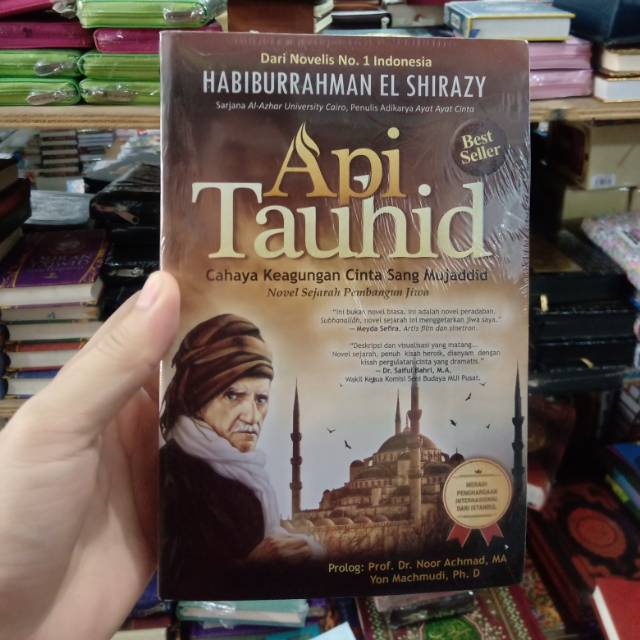 Dari Novelis No. 1 Indonesia
HABIBURRAHMAN EL SHIRAZY
Sarjana Al-Azhar University Cairo, Penulis Adikarya Ayat Ayat Cinta
Best
Seller
Api
Tauhid
Cahaya Keagungan Cinta Sang Mujaddid
Novel Sejarah Pembangun Jiwa
"Ini bukan novel biasa. Ini adalah novel peradaban.
Subhanallah, novel sejarah ini menggetarkan jiwa saya."
— Meyda Sefira, Artis film dan sinetron.
"Deskripsi dan visualisasi yang matang...
Novel sejarah, penuh kisah heroik, dianyam dengan
kisah pergulatan cinta yang dramatis."
— Dr. Saiful Bahri, M.A.
Wakil Ketua Komisi Seni Budaya MUI Pusat.
MERAIH
PENGHARGAAN
INTERNASIONAL
DARI ISTANBUL
Prolog: Prof. Dr. Noor Achmad, MA
Yon Machmudi, Ph. D